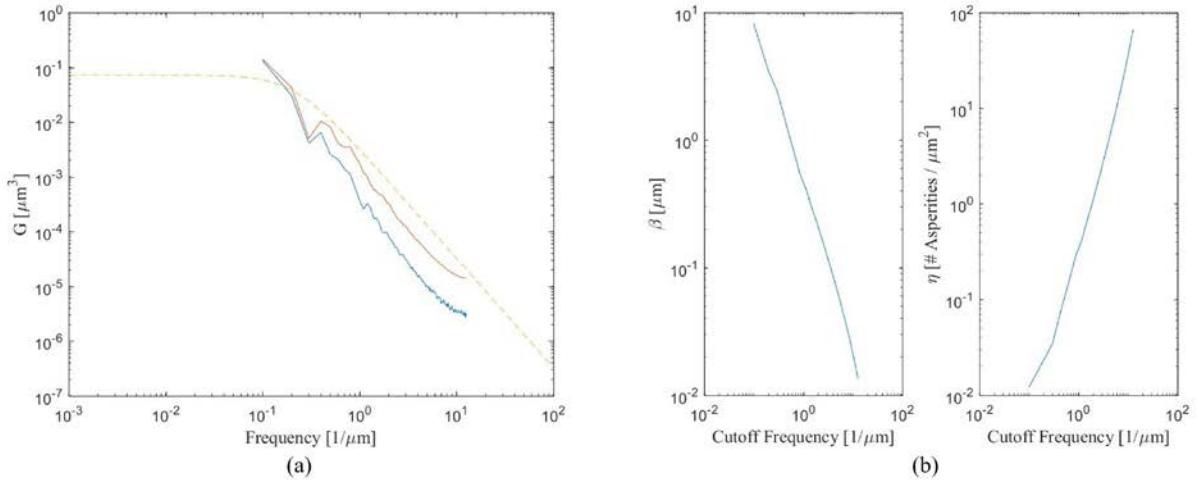 10^0
10^-1
10^-2
10^-3
10^-4
10^-5
10^-6
10^-7
G [μm^3]
10^-3 10^-2 10^-1 10^0 10^1 10^2
Frequency [1/μm]
(a)
10^1
10^0
10^-1
10^-2
β [μm]
10^-2 10^0 10^2
Cutoff Frequency [1/μm]
10^2
10^1
10^0
10^-1
10^-2
η [# Asperities / μm^2]
10^-2 10^0 10^2
Cutoff Frequency [1/μm]
(b)